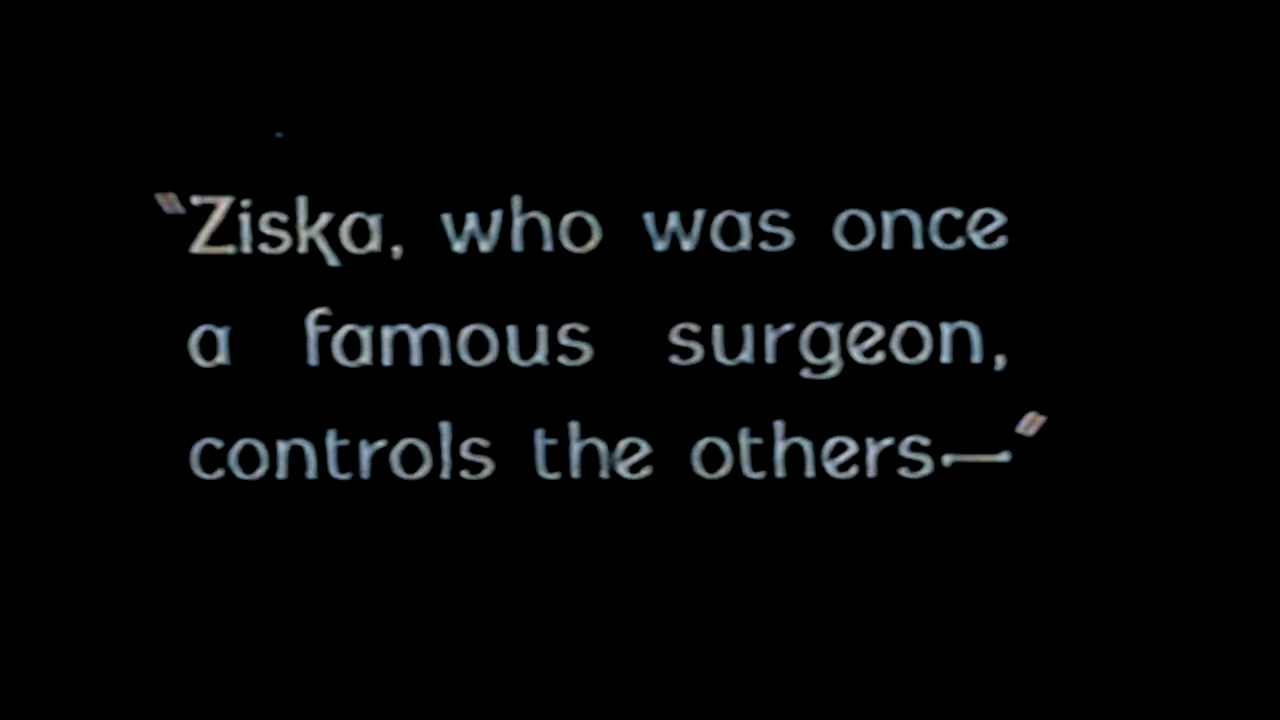 “Ziska, who was once
a famous surgeon,
controls the others—”